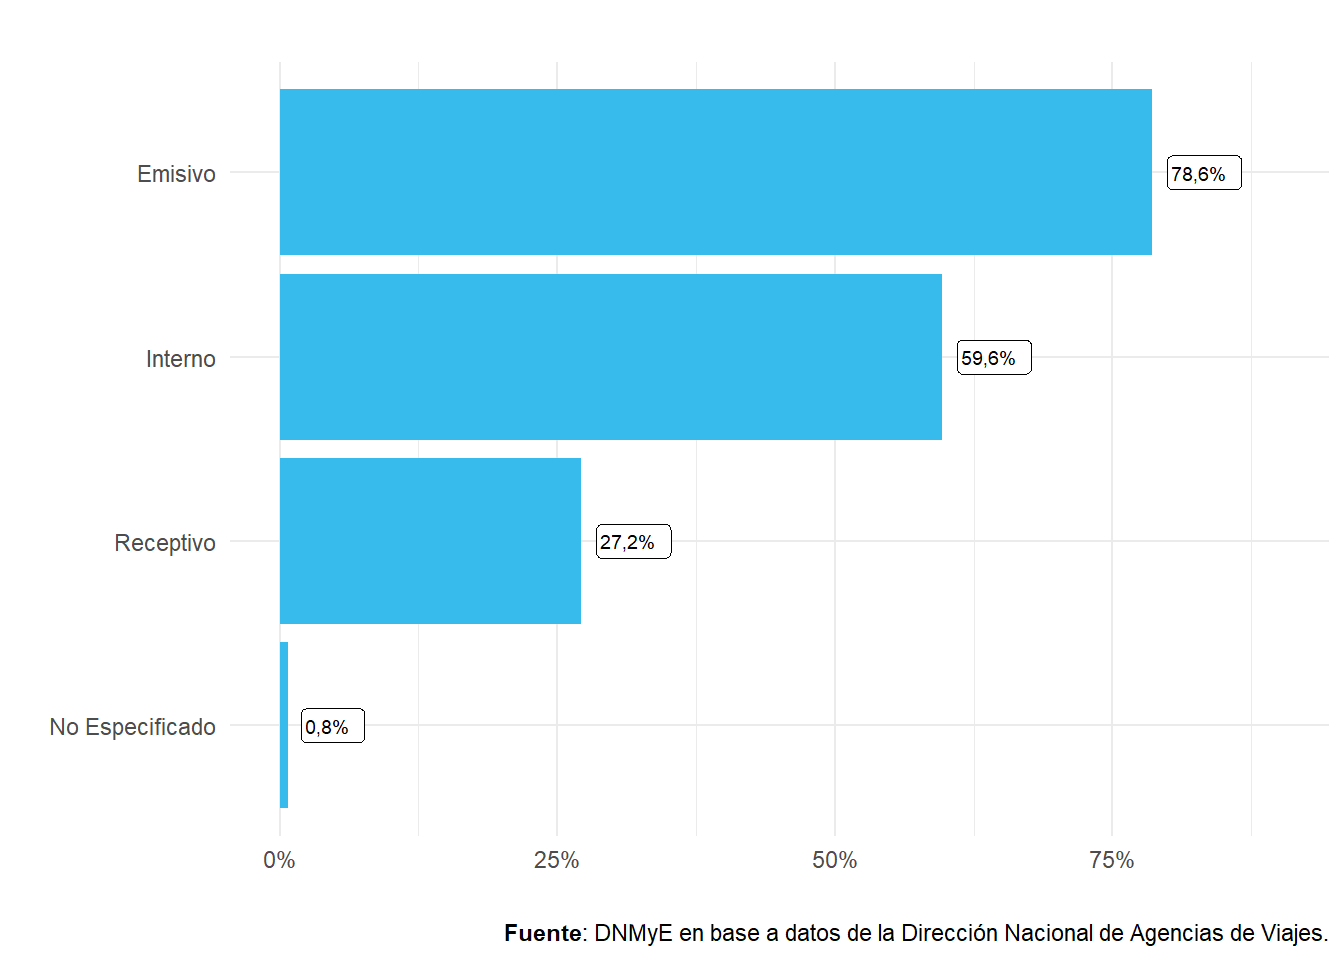 Emisivo
78,6%
Interno
59,6%
Receptivo
27,2%
No Especificado
0,8%
0%
25%
50%
75%
Fuente: DNMyE en base a datos de la Dirección Nacional de Agencias de Viajes.